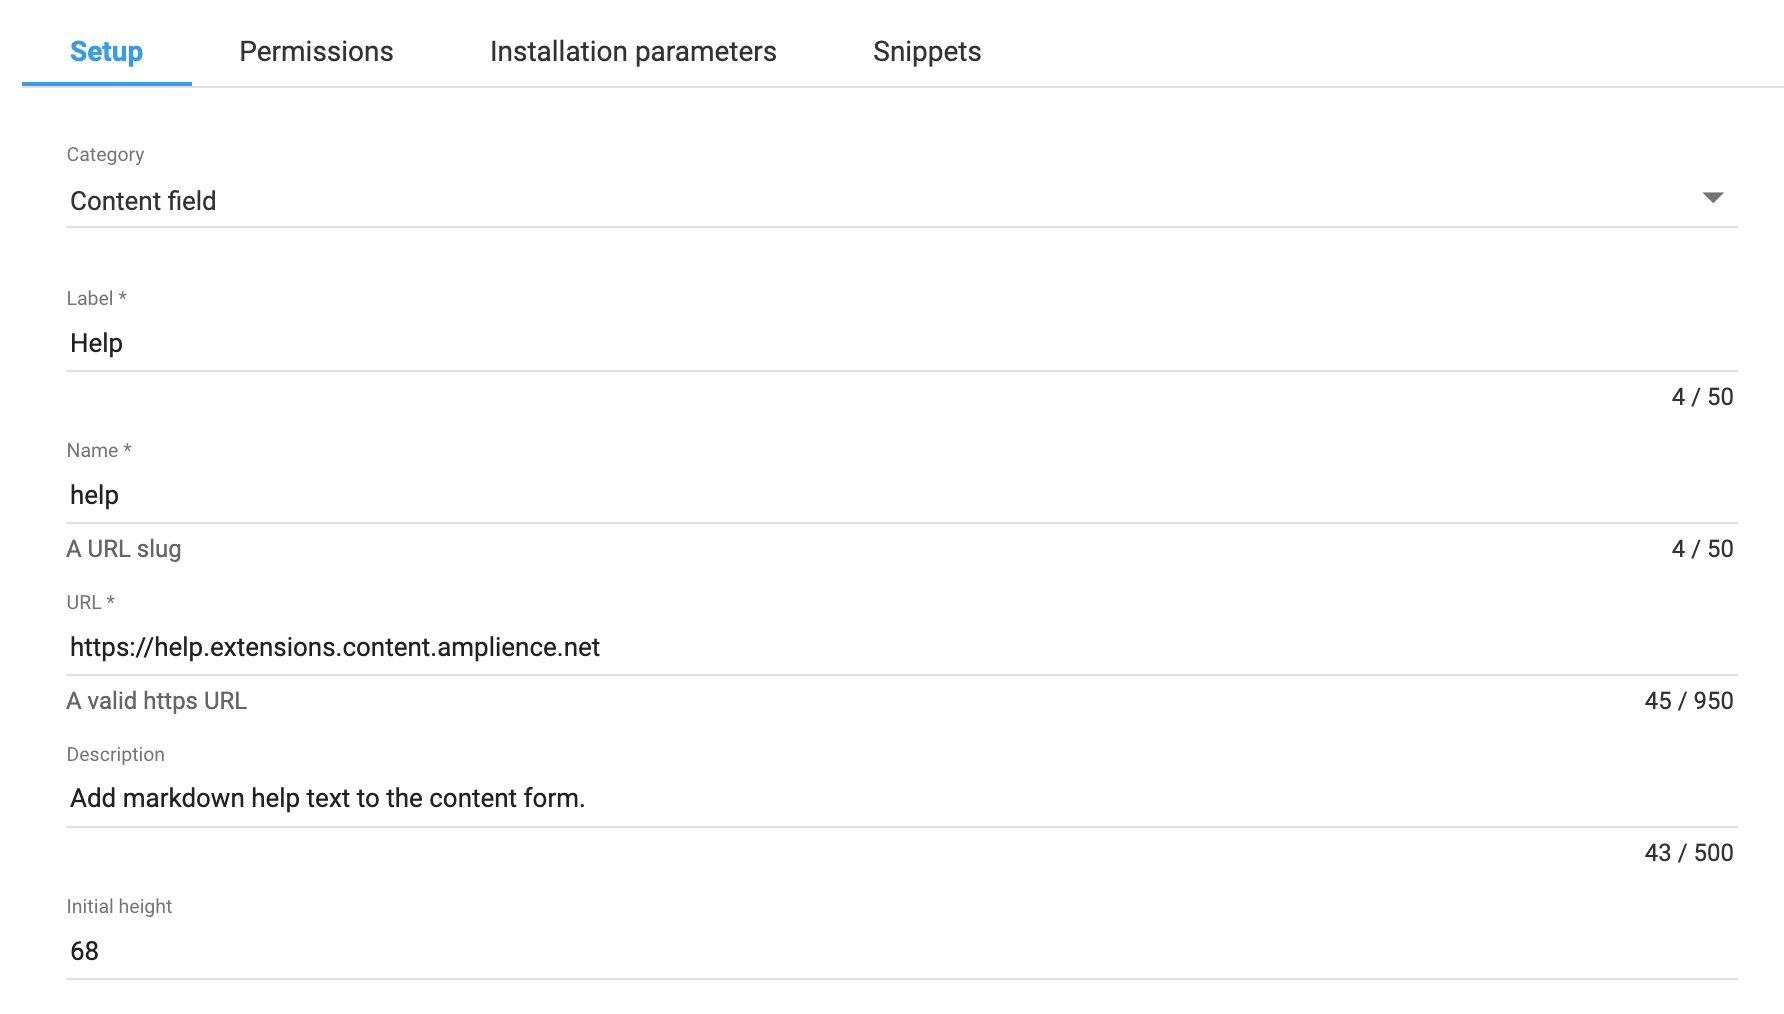 Setup Permissions Installation parameters Snippets
Category
Content field
Label *
Help
4 / 50
Name *
help
A URL slug 4 / 50
URL *
https://help.extensions.content.amplience.net
A valid https URL 45 / 950
Description
Add markdown help text to the content form.
43 / 500
Initial height
68